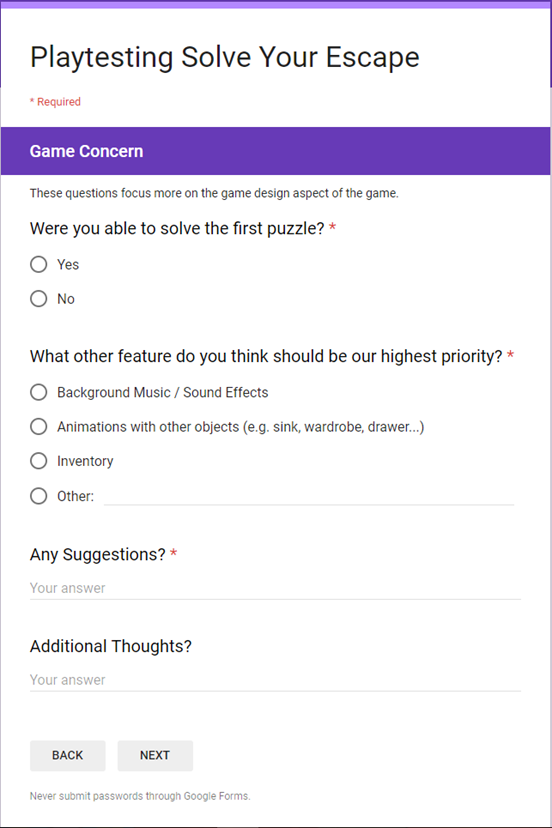 Playtesting Solve Your Escape
* Required
Game Concern
These questions focus more on the game design aspect of the game.
Were you able to solve the first puzzle? *
Yes
No
What other feature do you think should be our highest priority? *
Background Music / Sound Effects
Animations with other objects (e.g. sink, wardrobe, drawer...)
Inventory
Other:
Any Suggestions? *
Your answer
Additional Thoughts?
Your answer
BACK NEXT
Never submit passwords through Google Forms.